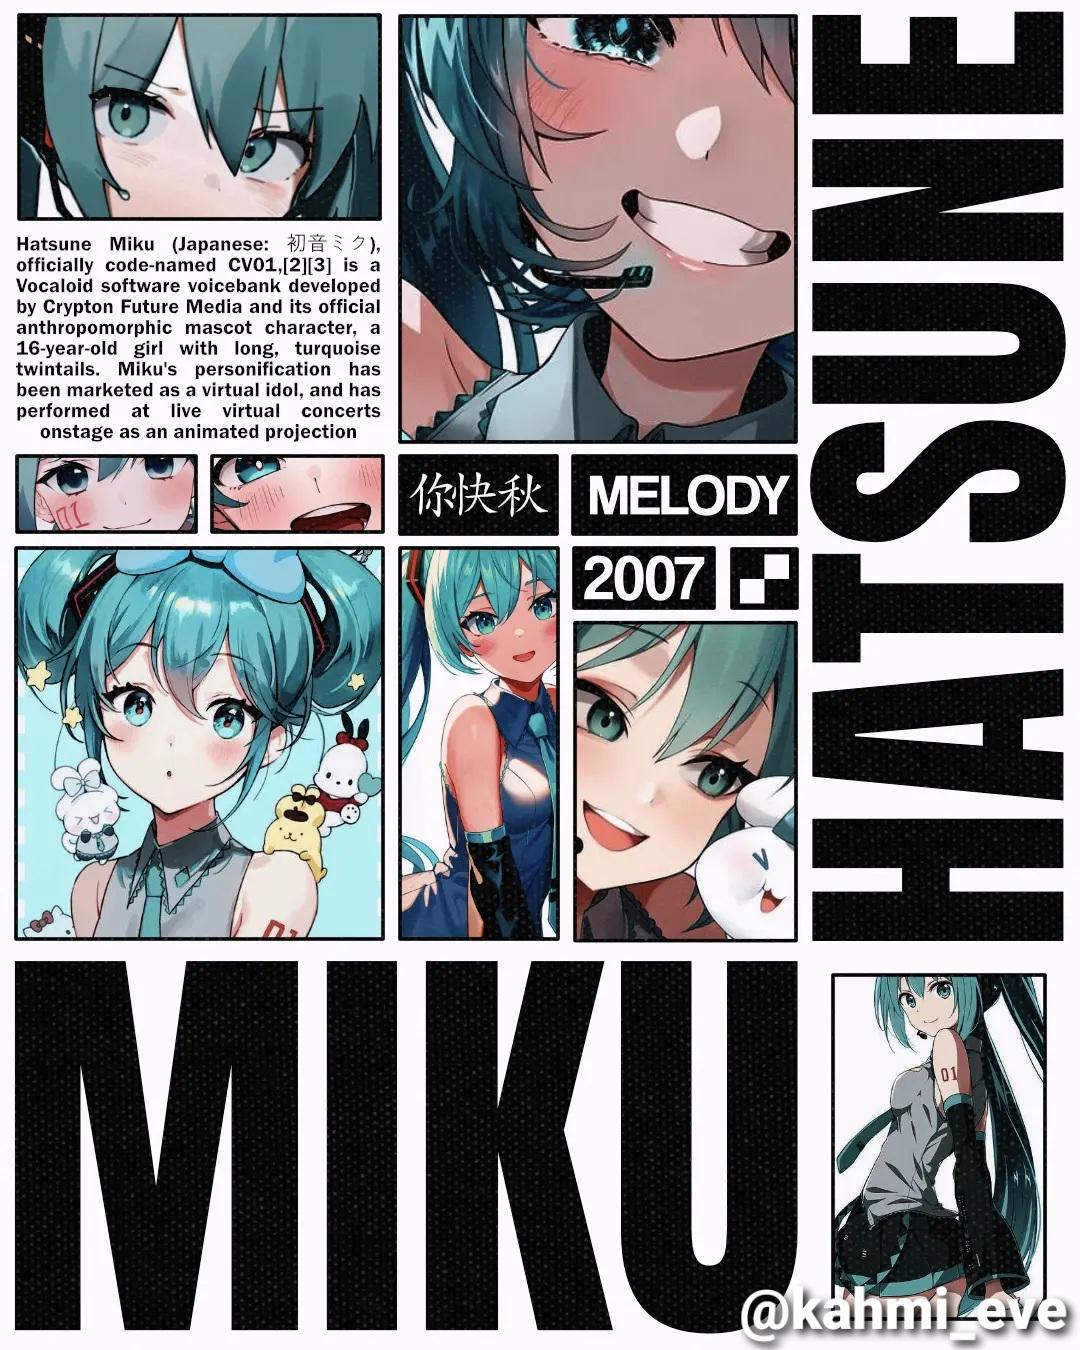 Hatsune Miku (Japanese: 初音ミク),
officially code-named CV01,[2][3] is a
Vocaloid software voicebank developed
by Crypton Future Media and its official
anthropomorphic mascot character, a
16-year-old girl with long, turquoise
twintails. Miku's personification has
been marketed as a virtual idol, and has
performed at live virtual concerts
onstage as an animated projection
01
你快秋
MELODY
2007
01
HATSUNE
MIKU
01
@kahmi_eve